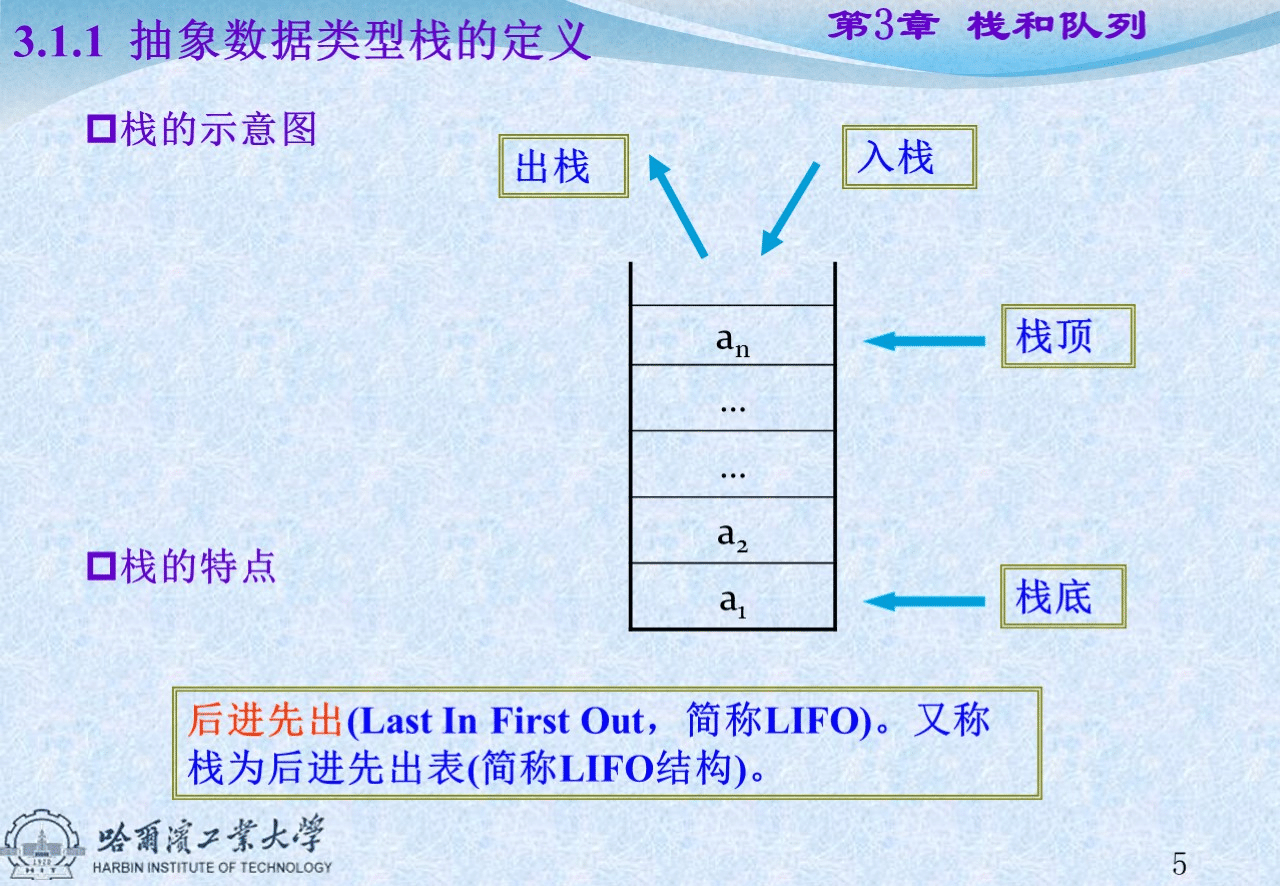 3.1.1 抽象数据类型栈的定义
第3章 栈和队列
栈的示意图
出栈
入栈
aₙ
栈顶
...
...
a₂
栈的特点
a₁
栈底
后进先出(Last In First Out，简称LIFO)。又称
栈为后进先出表(简称LIFO结构)。
1920
HIT
哈爾濱工業大學
HARBIN INSTITUTE OF TECHNOLOGY
5